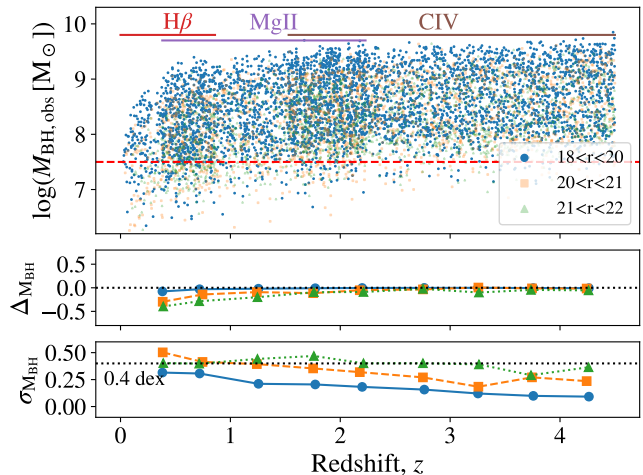 Hβ MgII CIV
10
9
8
7
log(M_BH,obs [M_⊙]
18<r<20
20<r<21
21<r<22
0.5
0.0
−0.5
Δ_M_BH
0.50
0.25
0.00
σ_M_BH
0.4 dex
0 1 2 3 4
Redshift, z